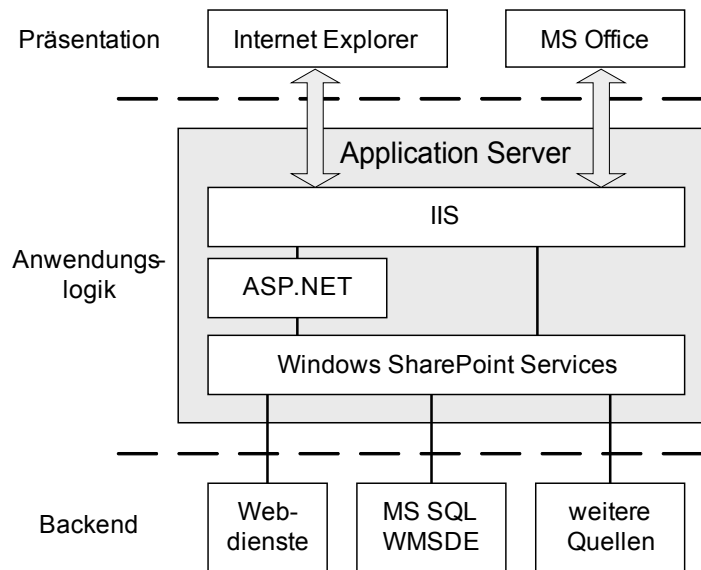 Präsentation
Internet Explorer
MS Office
Application Server
IIS
Anwendungs-
logik
ASP.NET
Windows SharePoint Services
Backend
Web-
dienste
MS SQL
WMSDE
weitere
Quellen